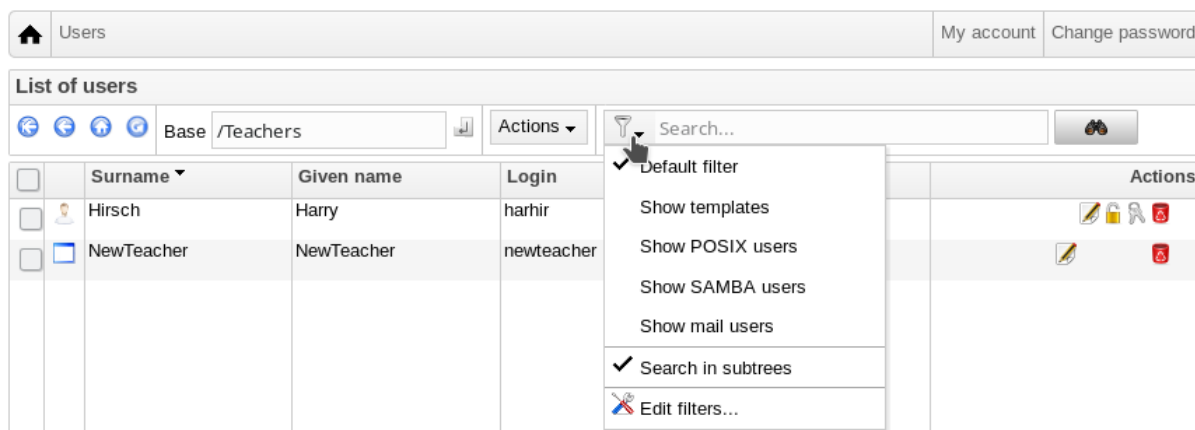 Users My account Change password
List of users
Base /Teachers Actions Search...
Surname Given name Login Actions
Hirsch Harry harhir
NewTeacher NewTeacher newteacher
Default filter
Show templates
Show POSIX users
Show SAMBA users
Show mail users
Search in subtrees
Edit filters...